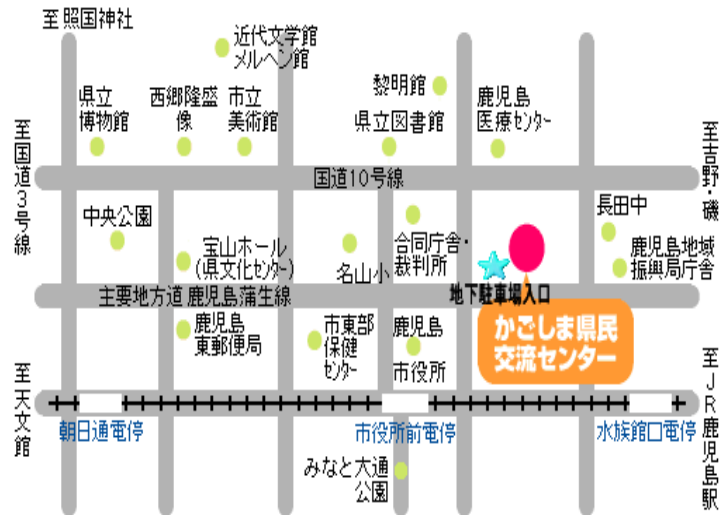 至照国神社
近代文学館
メルヘン館
県立
博物館
西郷隆盛
像
市立
美術館
黎明館
県立図書館
鹿児島
医療センター
至国道3号線
国道10号線
至吉野・磯
中央公園
宝山ホール
(県文化センター)
名山小
合同庁舎・
裁判所
長田中
鹿児島地域
振興局庁舎
主要地方道 鹿児島蒲生線
地下駐車場入口
かごしま県民
交流センター
鹿児島
東郵便局
市東部
保健
センター
鹿児島
市役所
至天文館
至JR鹿児島駅
朝日通電停
市役所前電停
水族館口電停
みなと大通
公園